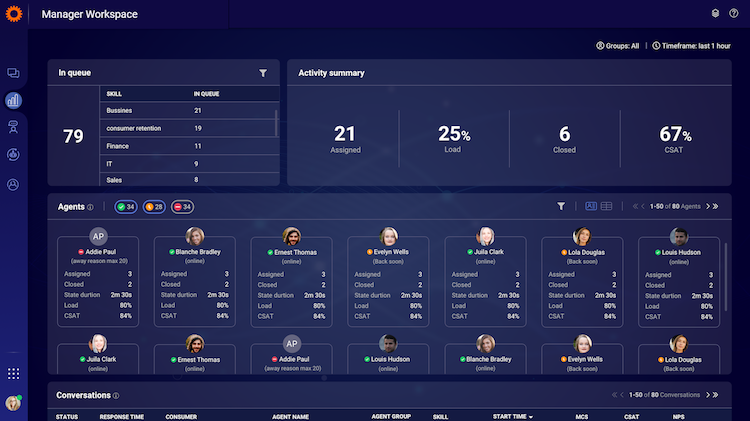 Manager Workspace
Groups: All | Timeframe: last 1 hour
In queue
79
SKILL IN QUEUE
Bussines 21
consumer retention 19
Finance 11
IT 9
Sales 8
Activity summary
21 Assigned
25% Load
6 Closed
67% CSAT
Agents 34 28 34
1-50 of 80 Agents
AP
Addie Paul
(away reason max 20)
Assigned 3
Closed 2
State durtion 2m 30s
Load 80%
CSAT 84%
Blanche Bradley
(online)
Assigned 3
Closed 2
State durtion 2m 30s
Load 80%
CSAT 84%
Ernest Thomas
(online)
Assigned 3
Closed 2
State durtion 2m 30s
Load 80%
CSAT 84%
Evelyn Wells
(Back soon)
Assigned 3
Closed 2
State durtion 2m 30s
Load 80%
CSAT 84%
Juila Clark
(online)
Assigned 3
Closed 2
State durtion 2m 30s
Load 80%
CSAT 84%
Lola Douglas
(Back soon)
Assigned 3
Closed 2
State durtion 2m 30s
Load 80%
CSAT 84%
Louis Hudson
(online)
Assigned 3
Closed 2
State durtion 2m 30s
Load 80%
CSAT 84%
Juila Clark
(online)
Ernest Thomas
(online)
AP
Addie Paul
(away reason max 20)
Louis Hudson
(online)
Blanche Bradley
(online)
Evelyn Wells
(Back soon)
Lola Douglas
(Back soon)
Conversations
1-50 of 80 Conversations
STATUS RESPONSE TIME CONSUMER AGENT NAME AGENT GROUP SKILL START TIME MCS CSAT NPS